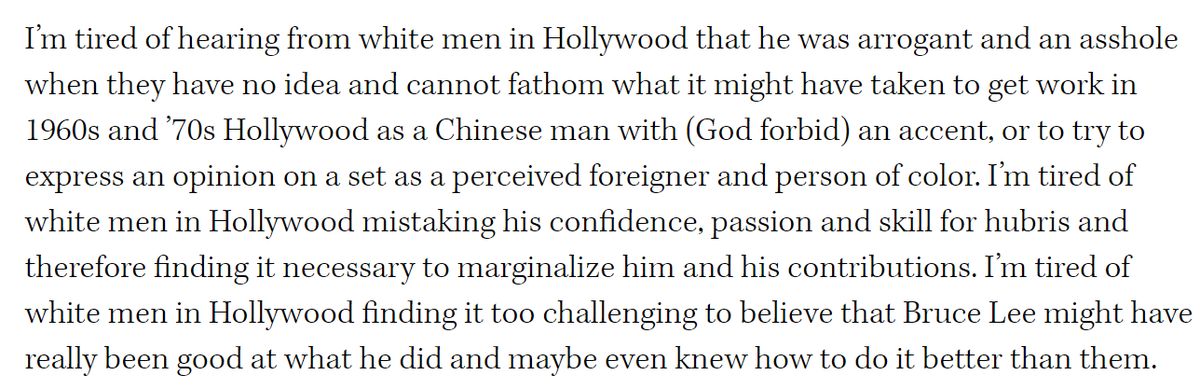 I’m tired of hearing from white men in Hollywood that he was arrogant and an asshole
when they have no idea and cannot fathom what it might have taken to get work in
1960s and ’70s Hollywood as a Chinese man with (God forbid) an accent, or to try to
express an opinion on a set as a perceived foreigner and person of color. I’m tired of
white men in Hollywood mistaking his confidence, passion and skill for hubris and
therefore finding it necessary to marginalize him and his contributions. I’m tired of
white men in Hollywood finding it too challenging to believe that Bruce Lee might have
really been good at what he did and maybe even knew how to do it better than them.